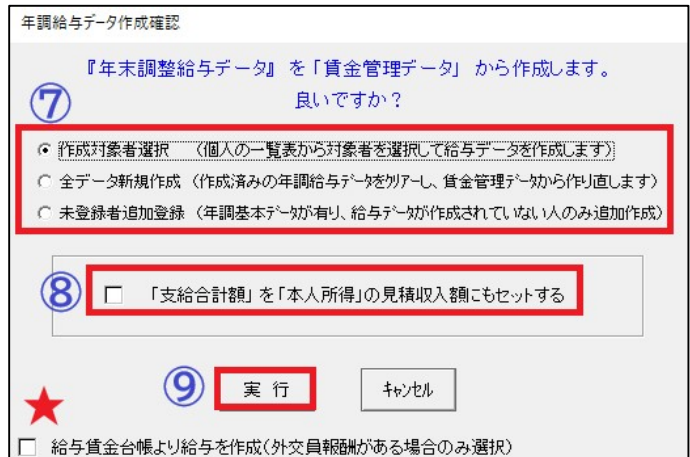 年調給与データ作成確認
『年末調整給与データ』を「賃金管理データ」から作成します。
良いですか？
⑦
作成対象者選択　（個人の一覧表から対象者を選択して給与データを作成します）
全データ新規作成（作成済みの年調給与データをクリアーし、賃金管理データから作り直します）
未登録者追加登録（年調基本データが有り、給与データが作成されていない人のみ追加作成）
⑧
「支給合計額」を「本人所得」の見積収入額にもセットする
⑨
実 行
キャンセル
★
給与賃金台帳より給与を作成(外交員報酬がある場合のみ選択)